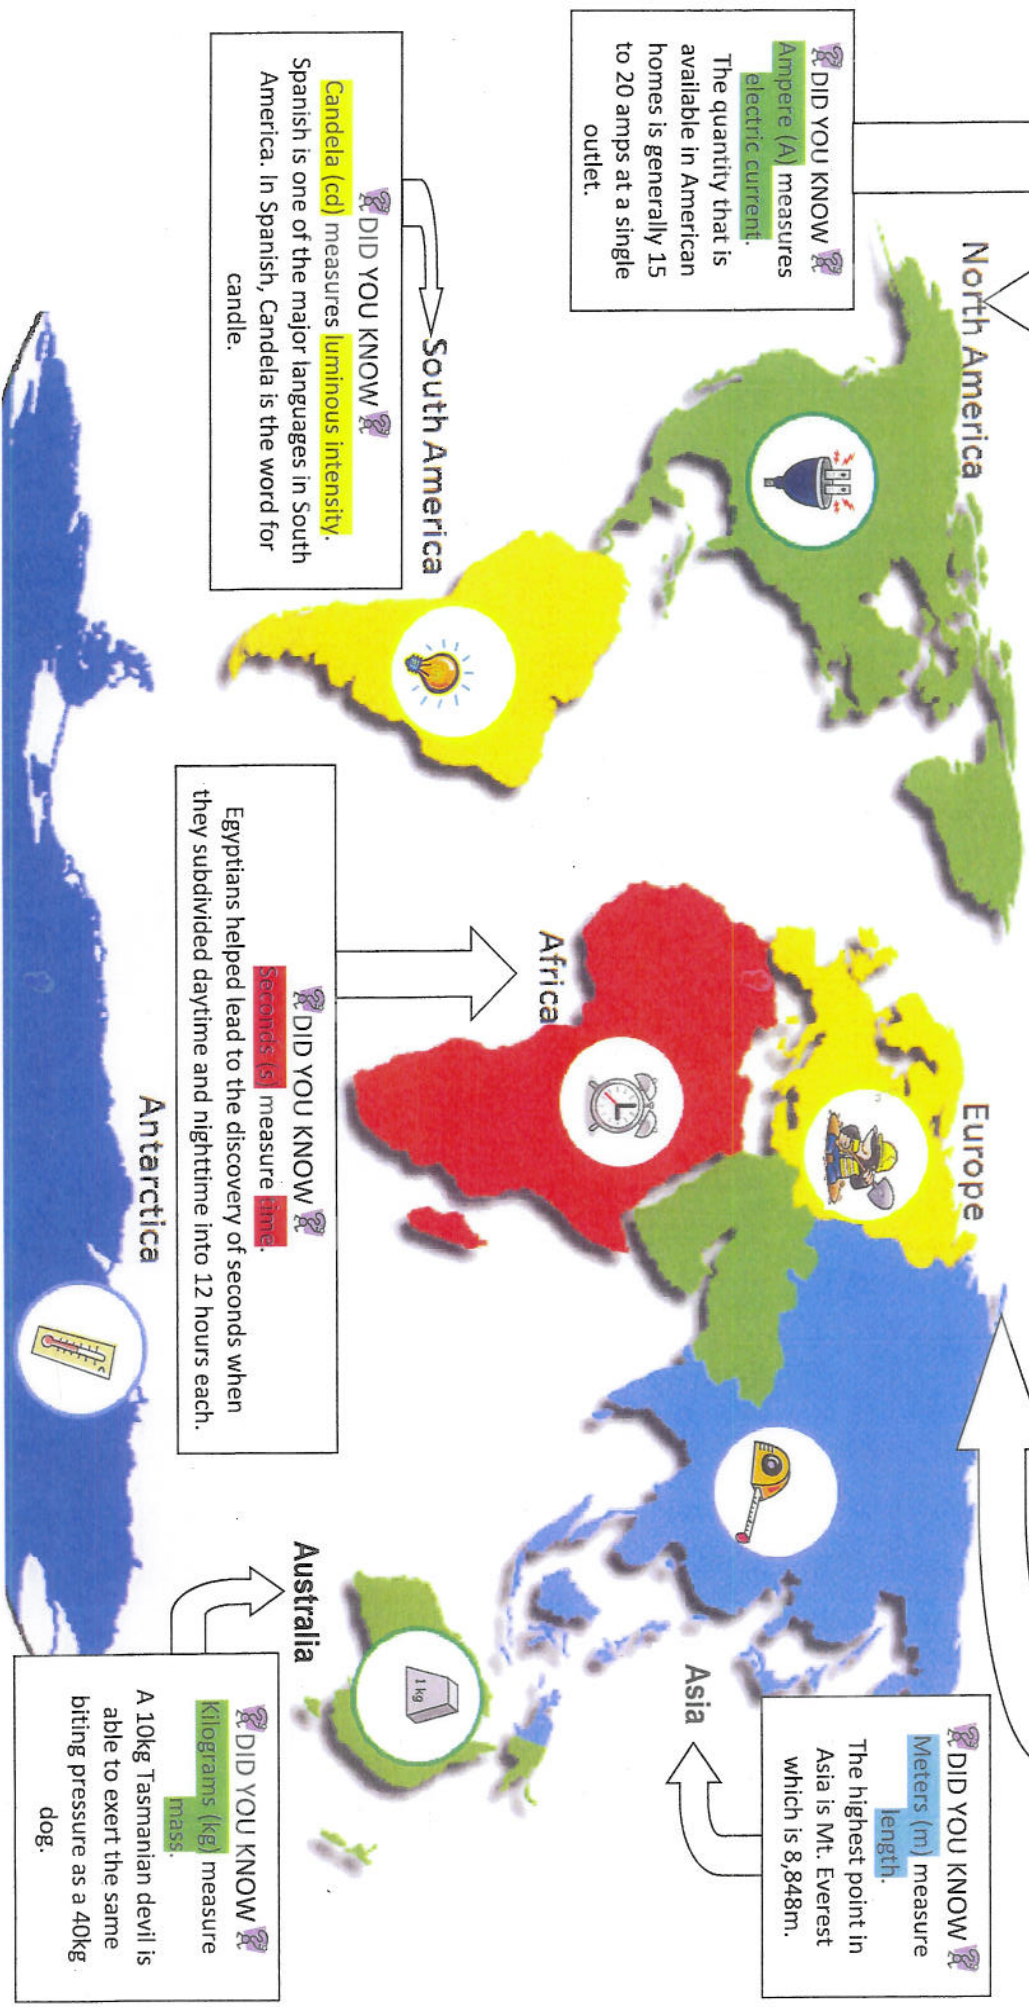 DID YOU KNOW
Ampere (A) measures
electric current.
The quantity that is
available in American
homes is generally 15
to 20 amps at a single
outlet.
North America
DID YOU KNOW
Candela (cd) measures luminous intensity.
Spanish is one of the major languages in South
America. In Spanish, Candela is the word for
candle.
South America
Europe
Africa
DID YOU KNOW
Seconds (s) measure time.
Egyptians helped lead to the discovery of seconds when
they subdivided daytime and nighttime into 12 hours each.
Antarctica
DID YOU KNOW
Meters (m) measure
length.
The highest point in
Asia is Mt. Everest
which is 8,848m.
Asia
Australia
1 kg
DID YOU KNOW
Kilograms (kg) measure
mass.
A 10kg Tasmanian devil is
able to exert the same
biting pressure as a 40kg
dog.